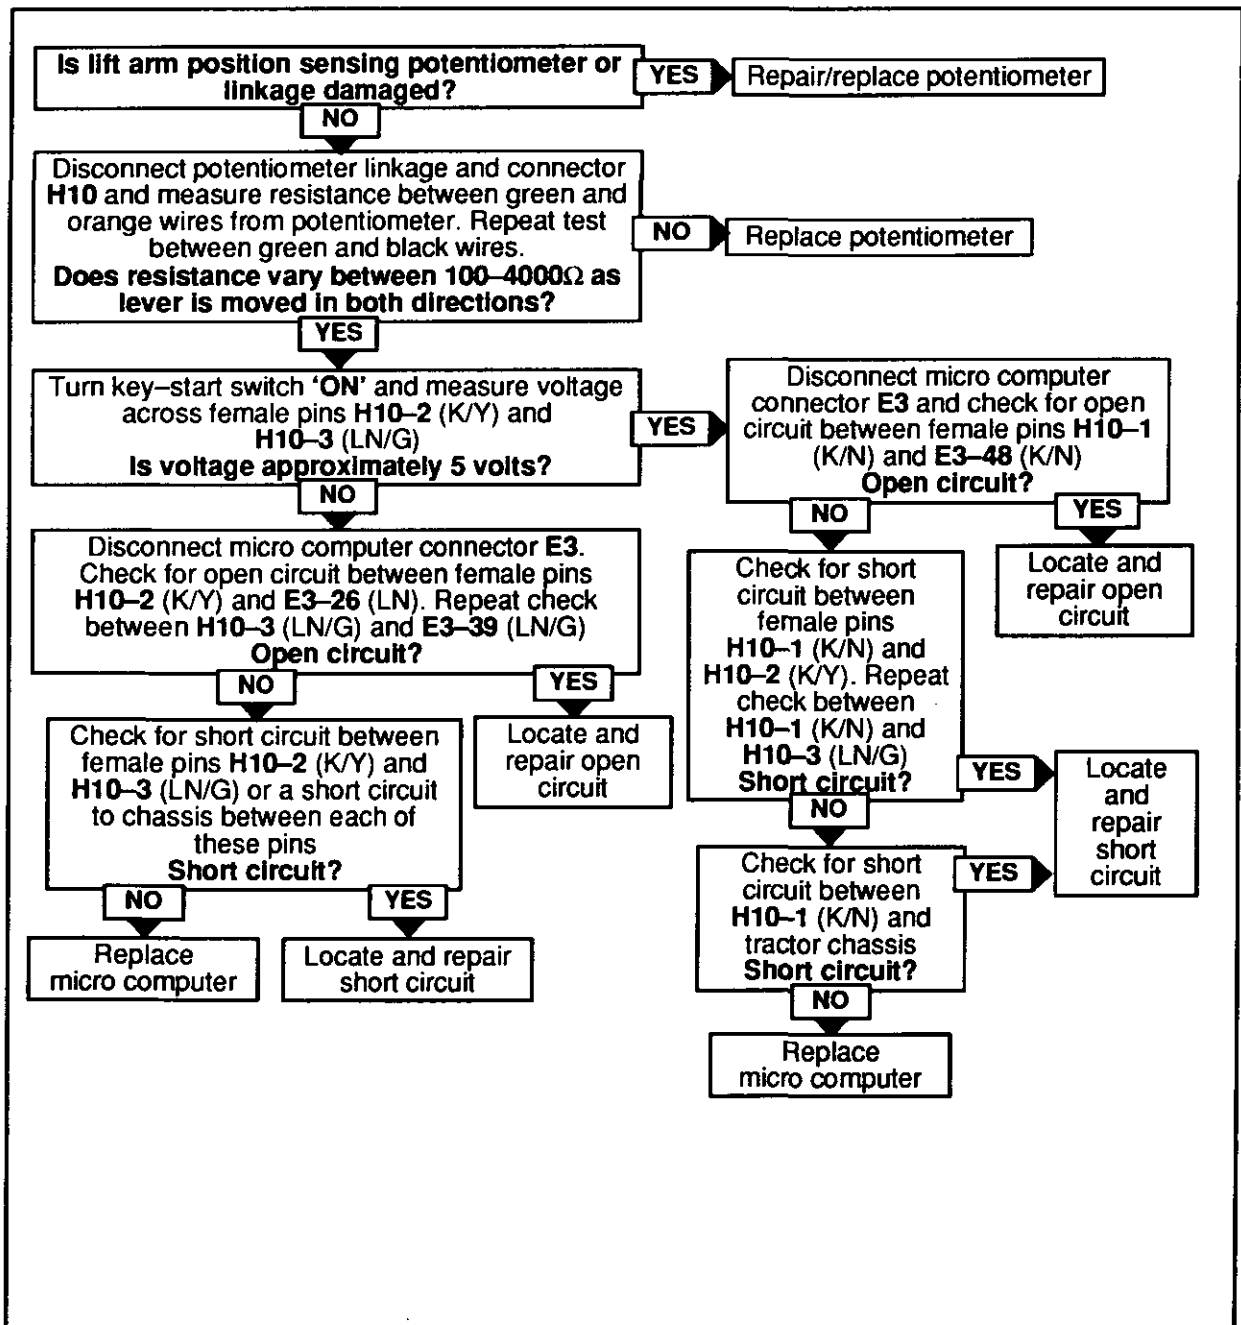 Is lift arm position sensing potentiometer or
linkage damaged?
YES
Repair/replace potentiometer
NO
Disconnect potentiometer linkage and connector
H10 and measure resistance between green and
orange wires from potentiometer. Repeat test
between green and black wires.
Does resistance vary between 100–4000Ω as
lever is moved in both directions?
NO
Replace potentiometer
YES
Turn key–start switch ‘ON’ and measure voltage
across female pins H10–2 (K/Y) and
H10–3 (LN/G)
Is voltage approximately 5 volts?
YES
Disconnect micro computer
connector E3 and check for open
circuit between female pins H10–1
(K/N) and E3–48 (K/N)
Open circuit?
NO
YES
Locate and
repair open
circuit
NO
Disconnect micro computer connector E3.
Check for open circuit between female pins
H10–2 (K/Y) and E3–26 (LN). Repeat check
between H10–3 (LN/G) and E3–39 (LN/G)
Open circuit?
NO
YES
Locate and
repair open
circuit
Check for short circuit between
female pins H10–2 (K/Y) and
H10–3 (LN/G) or a short circuit
to chassis between each of
these pins
Short circuit?
NO
YES
Replace
micro computer
Locate and repair
short circuit
Check for short
circuit between
female pins
H10–1 (K/N) and
H10–2 (K/Y). Repeat
check between
H10–1 (K/N) and
H10–3 (LN/G)
Short circuit?
YES
Locate
and
repair
short
circuit
NO
Check for short
circuit between
H10–1 (K/N) and
tractor chassis
Short circuit?
YES
NO
Replace
micro computer